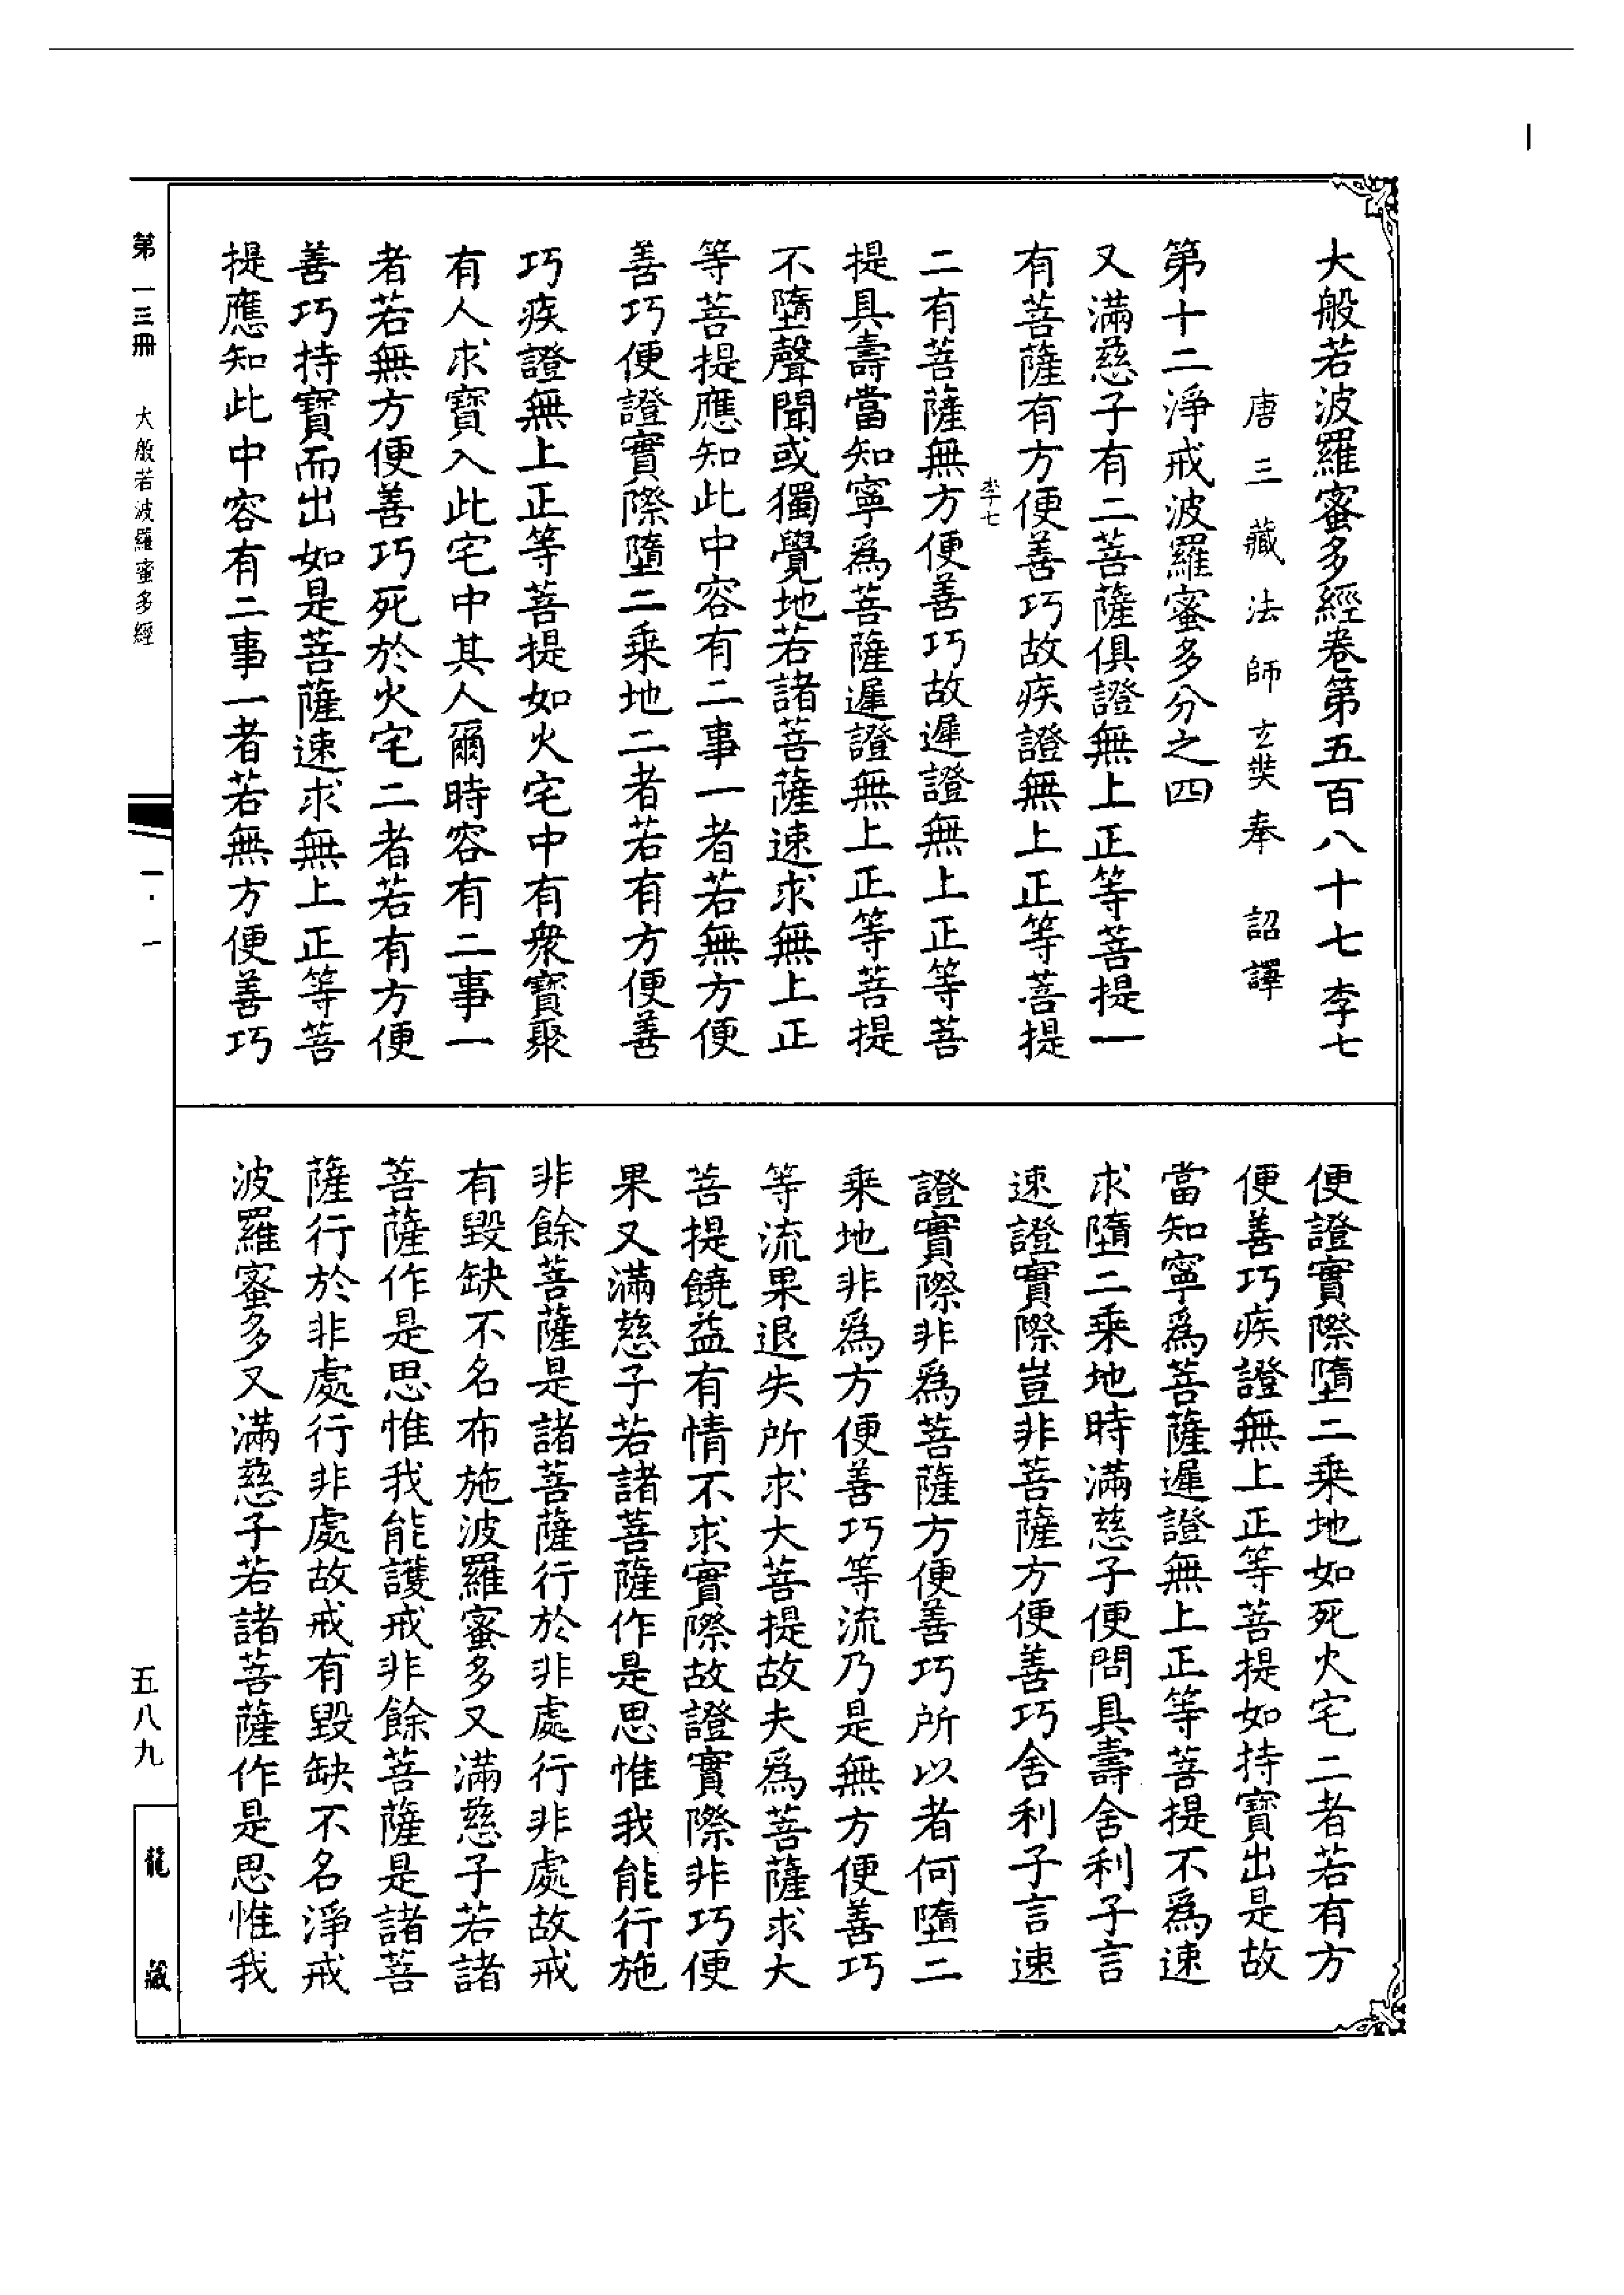 大般若波羅蜜多經卷第五百八十七 李七
唐三藏法師玄奘奉 詔譯
第十二淨戒波羅蜜多分之四
又滿慈子有二菩薩俱證無上正等菩提一
有菩薩有方便善巧故疾證無上正等菩提
李七
二有菩薩無方便善巧故遲證無上正等菩
提具壽當知寧為菩薩遲證無上正等菩提
不墮聲聞或獨覺地若諸菩薩速求無上正
等菩提應知此中容有二事一者若無方便
善巧便證實際墮二乘地二者若有方便善
巧疾證無上正等菩提如火宅中有衆寶聚
有人求寶入此宅中其人爾時容有二事一
者若無方便善巧死於火宅二者若有方便
善巧持寶而出如是菩薩速求無上正等菩
提應知此中容有二事一者若無方便善巧
便證實際墮二乘地如死火宅二者若有方
便善巧疾證無上正等菩提如持寶出是故
當知寧為菩薩遲證無上正等菩提不為速
求墮二乘地時滿慈子便問具壽舍利子言
速證實際豈非菩薩方便善巧舍利子言速
證實際非為菩薩方便善巧所以者何墮二
乘地非為方便善巧等流乃是無方便善巧
等流果退失所求大菩提故夫為菩薩求大
菩提饒益有情不求實際故證實際非巧便
果又滿慈子若諸菩薩作是思惟我能行施
非餘菩薩是諸菩薩行於非處行非處故戒
有毀缺不名布施波羅蜜多又滿慈子若諸
菩薩作是思惟我能護戒非餘菩薩是諸菩
薩行於非處行非處故戒有毀缺不名淨戒
波羅蜜多又滿慈子若諸菩薩作是思惟我
第一三冊 大般若波羅蜜多經
一·一
五八九
龍藏